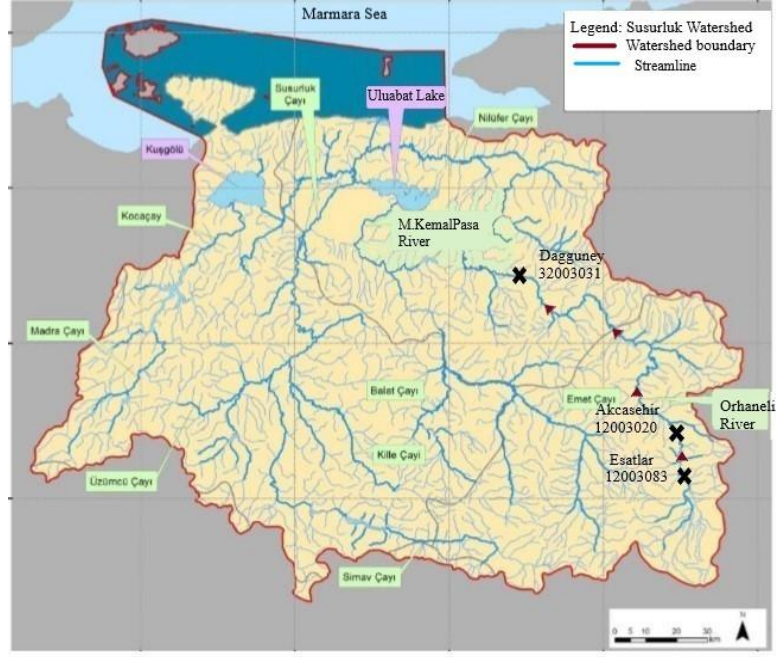 Marmara Sea
Legend: Susurluk Watershed
Watershed boundary
Streamline
Susurluk
Çayı
Uluabat Lake
Nilüfer Çayı
Kuşgölü
Kocaçay
M.KemalPasa
River
Dagguney
32003031
Madra Çayı
Balat Çayı
Emet Çayı
Orhaneli
River
Akcasehir
12003020
Kille Çayı
Esatlar
12003083
Üzümcü Çayı
Simav Çayı
N
0 5 10 20 30
km